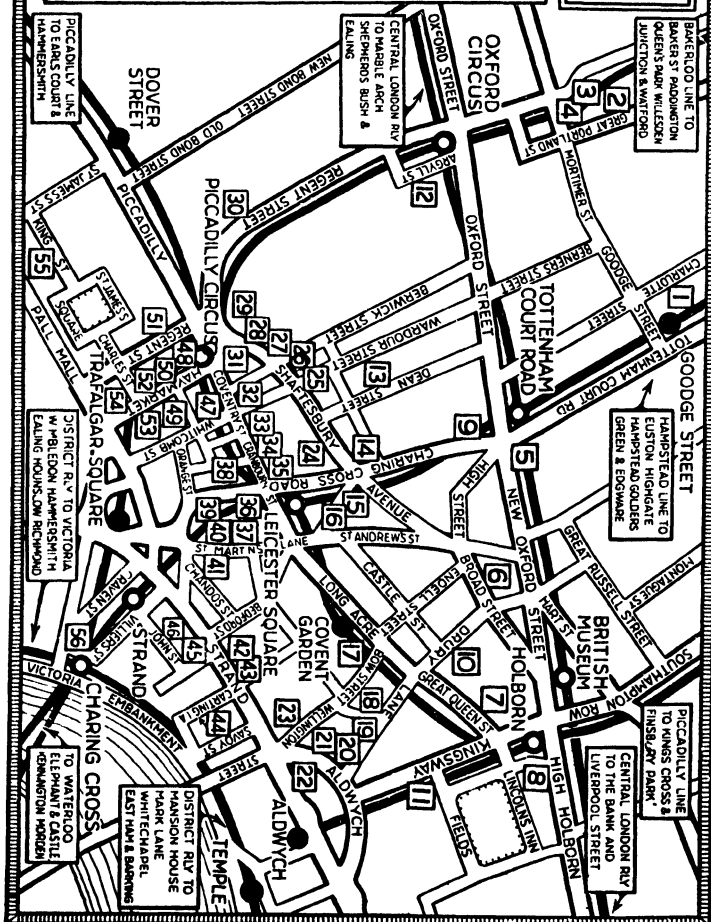 BAKERLOO LINE TO
BAKER ST PADDINGTON
QUEEN'S PARK WILLESDEN
JUNCTION & WATFORD
CENTRAL LONDON RLY
TO MARBLE ARCH
SHEPHERDS BUSH &
EALING
PICCADILLY LINE
TO EARLS COURT &
HAMMERSMITH
HAMPSTEAD LINE TO
EUSTON HIGHGATE
HAMPSTEAD GOLDERS
GREEN & EDGWARE
PICCADILLY LINE
TO KINGS CROSS &
FINSBURY PARK
CENTRAL LONDON RLY
TO THE BANK AND
LIVERPOOL STREET
DISTRICT RLY TO VICTORIA
WIMBLEDON HAMMERSMITH
EALING HOUNSLOW RICHMOND
DISTRICT RLY TO
MANSION HOUSE
MARK LANE
WHITECHAPEL
EAST HAM & BARKING
TO WATERLOO
ELEPHANT & CASTLE
KENNINGTON MORDEN
OXFORD
CIRCUS
DOVER
STREET
PICCADILLY CIRCUS
TOTTENHAM
COURT ROAD
GOODGE STREET
TRAFALGAR SQUARE
LEICESTER SQUARE
COVENT
GARDEN
BRITISH
MUSEUM
HOLBORN
STRAND
CHARING CROSS
ALDWYCH
TEMPLE
OXFORD STREET
NEW BOND STREET
OLD BOND STREET
ST JAMES'S ST
PICCADILLY
KING ST
ST JAMES'S
SQUARE
CHARLES ST
PALL MALL
REGENT ST
REGENT STREET
ARGYLL ST
GREAT PORTLAND ST
MORTIMER ST
GOODGE
STREET
CHARLOTTE
STREET
BERNERS STREET
BERWICK STREET
WARDOUR STREET
DEAN
STREET
OXFORD STREET
TOTTENHAM COURT RD
SHAFTESBURY
AVENUE
CHARING CROSS ROAD
COVENTRY ST
CRANBOURN ST
WHITCOMB ST
ORANGE ST
HAYMARKET
HIGH
STREET
NEW OXFORD STREET
GREAT RUSSELL STREET
MONTAGUE ST
HART ST
SOUTHAMPTON ROW
BROAD STREET
ENDELL ST
CASTLE ST
ST ANDREWS ST
ST MARTINS LANE
LONG ACRE
DRURY LANE
BOW STREET
GREAT QUEEN ST
KINGSWAY
HIGH HOLBORN
LINCOLNS INN
FIELDS
WELLINGTON
STREET
ALDWYCH
SAVOY ST
CARTING LA
STRAND
BEDFORD ST
CHANDOS ST
JOHN ST
VILLIERS ST
CRAVEN ST
VICTORIA EMBANKMENT
1
2
3
4
5
6
7
8
9
10
11
12
13
14
15
16
17
18
19
20
21
22
23
24
25
26
27
28
29
30
31
32
33
34
35
36
37
38
39
40
41
42
43
44
45
46
47
48
49
50
51
52
53
54
55
56